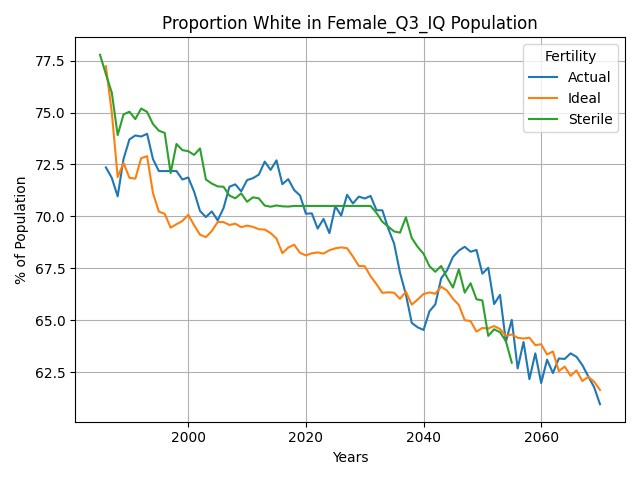 Proportion White in Female_Q3_IQ Population
% of Population
77.5
75.0
72.5
70.0
67.5
65.0
62.5
2000
2020
2040
2060
Years
Fertility
Actual
Ideal
Sterile